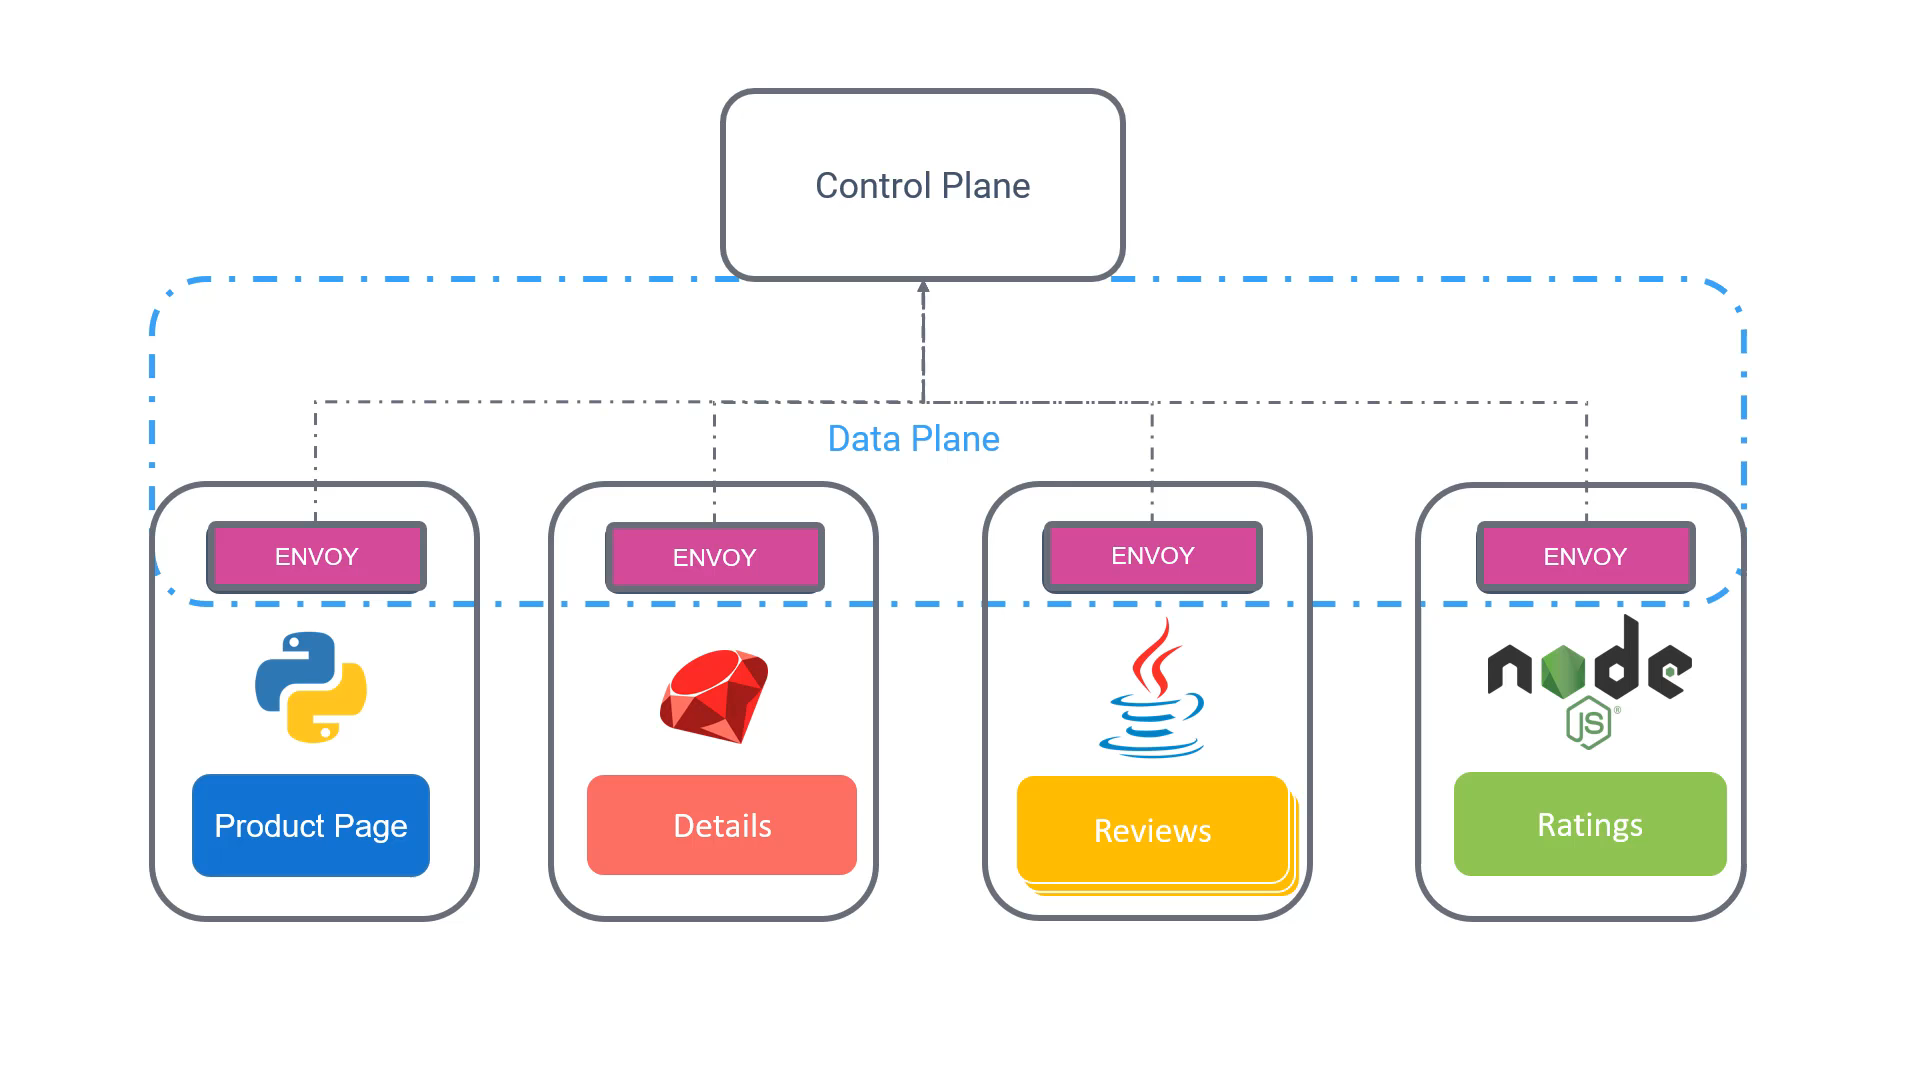 Control Plane
Data Plane
ENVOY
ENVOY
ENVOY
ENVOY
node
JS®
Product Page
Details
Reviews
Ratings